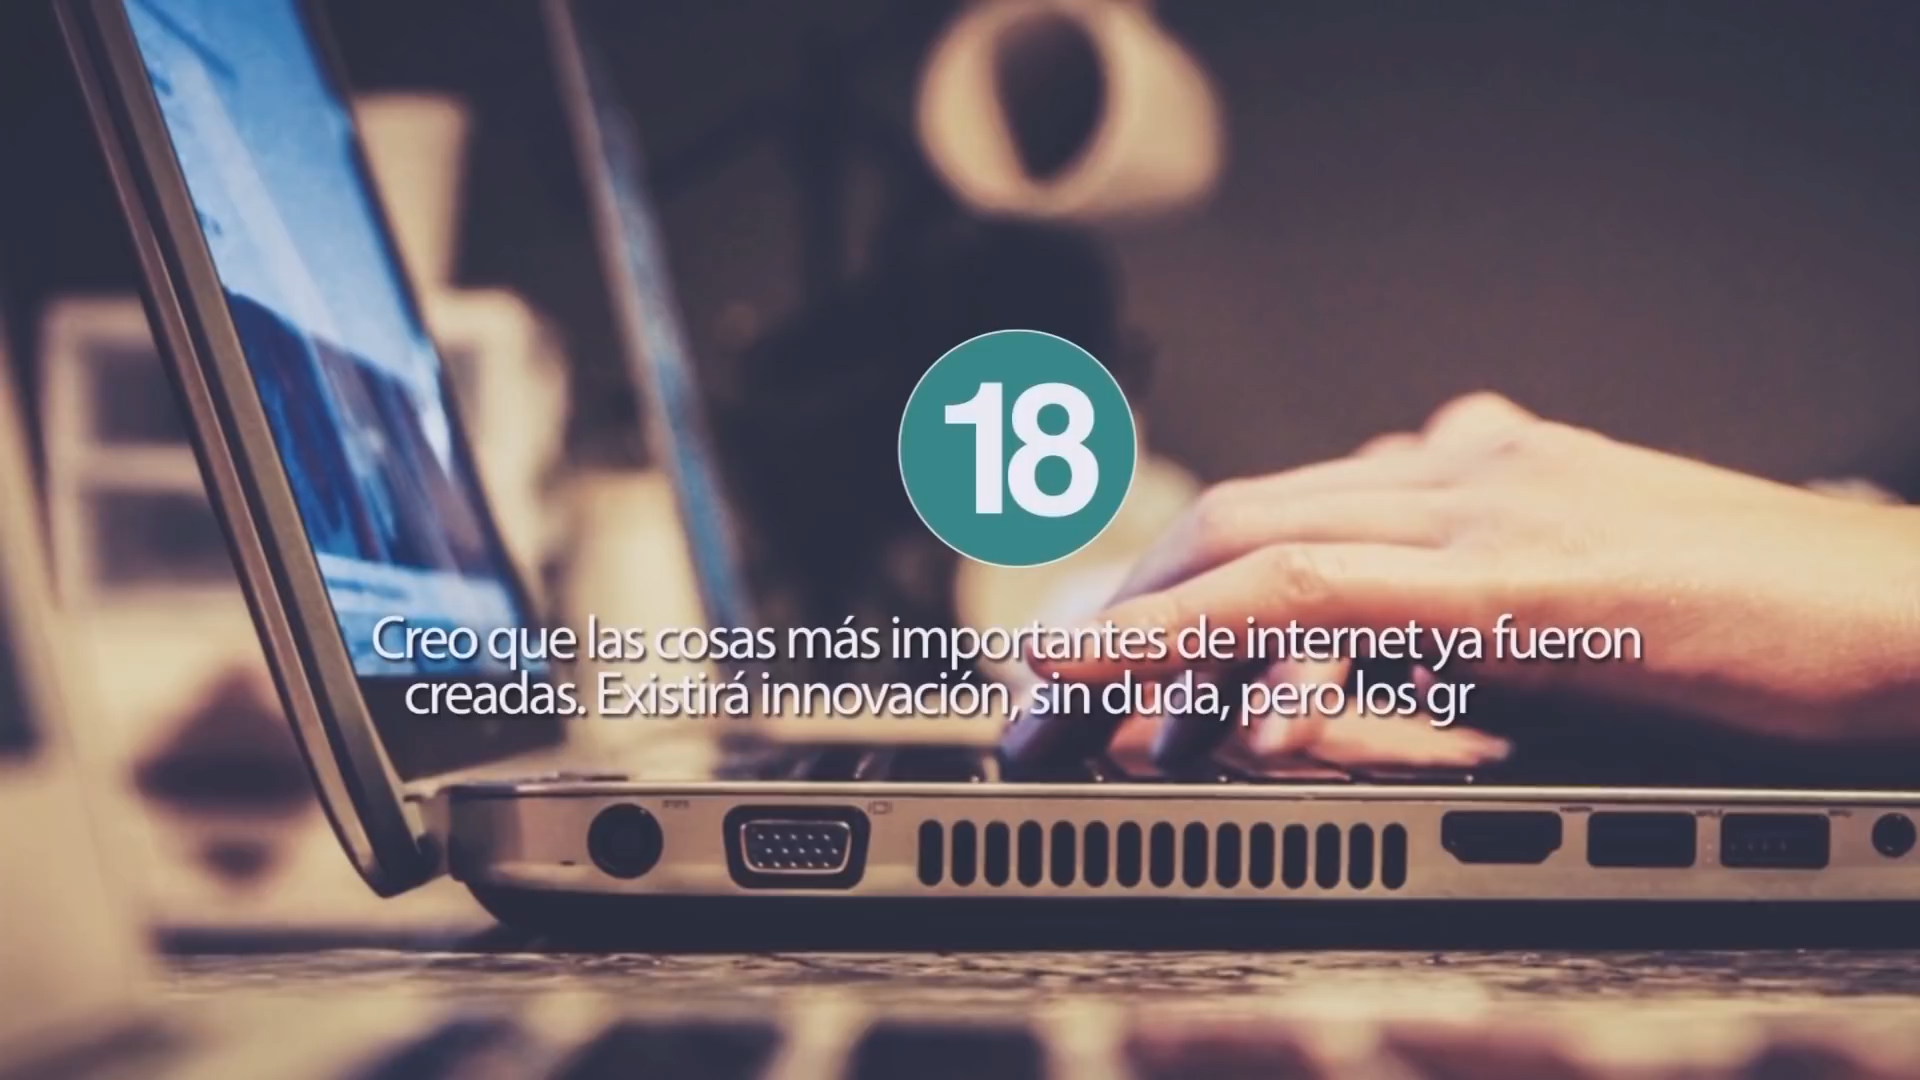 18
Creo que las cosas más importantes de internet ya fueron
creadas. Existirá innovación, sin duda, pero los gr